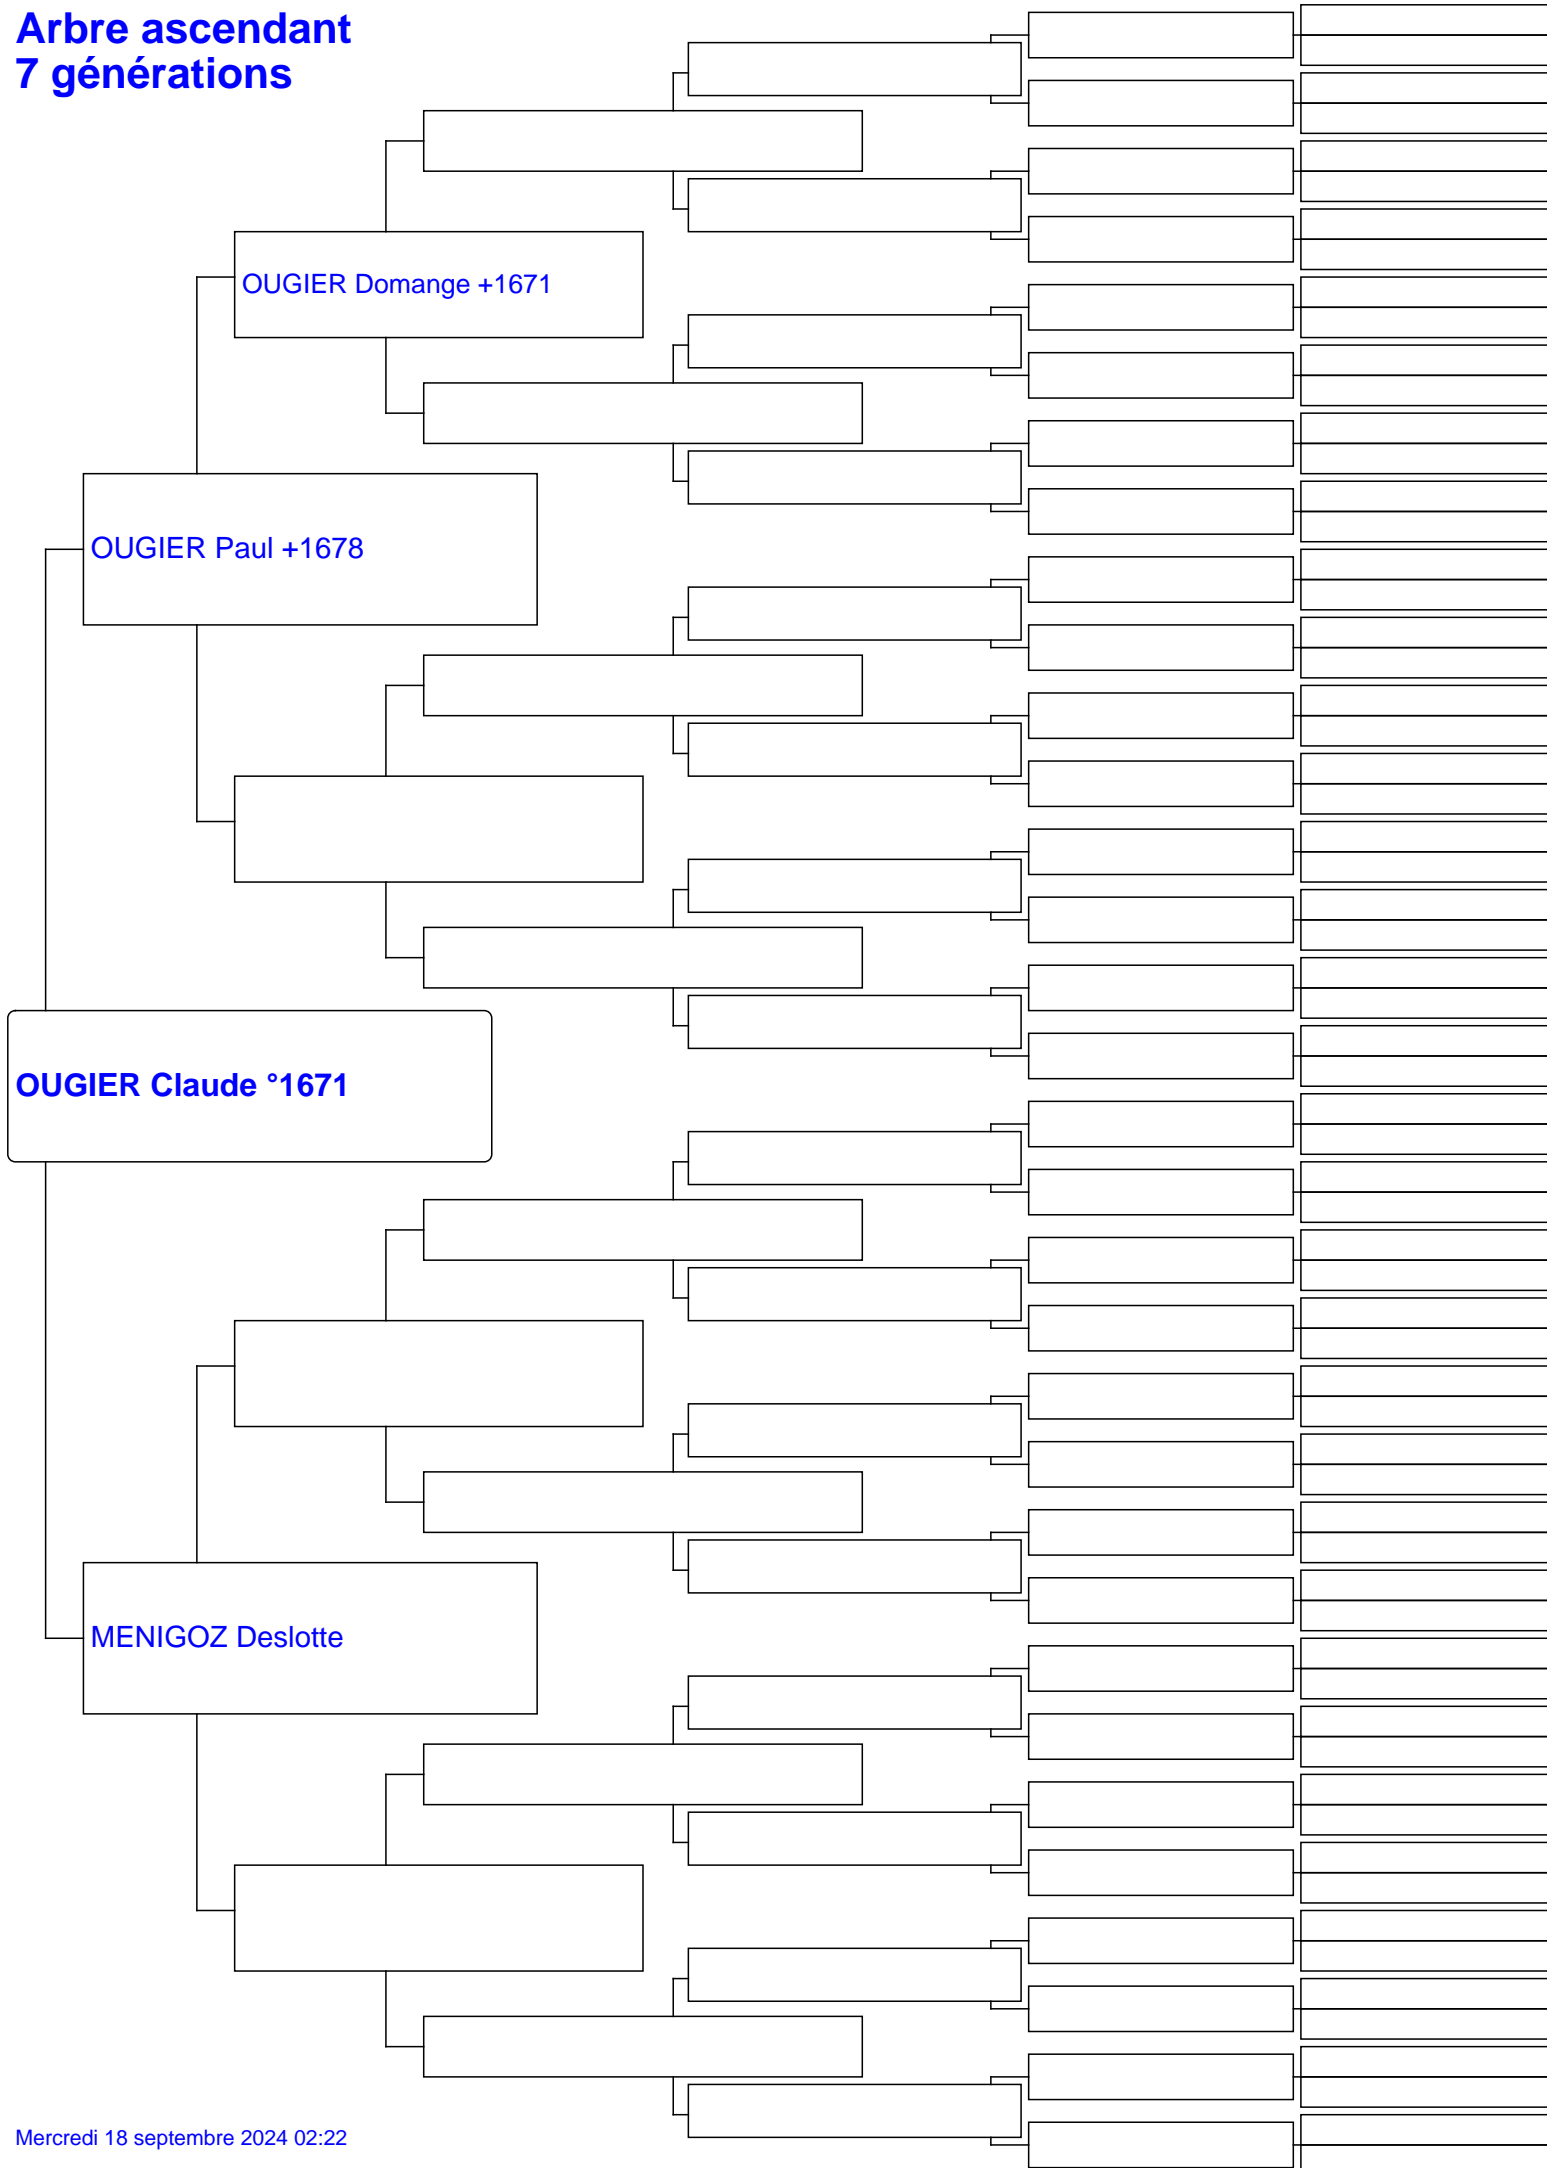 Arbre ascendant
7 générations
OUGIER Domange +1671
OUGIER Paul +1678
OUGIER Claude °1671
MENIGOZ Deslotte
Mercredi 18 septembre 2024 02:22